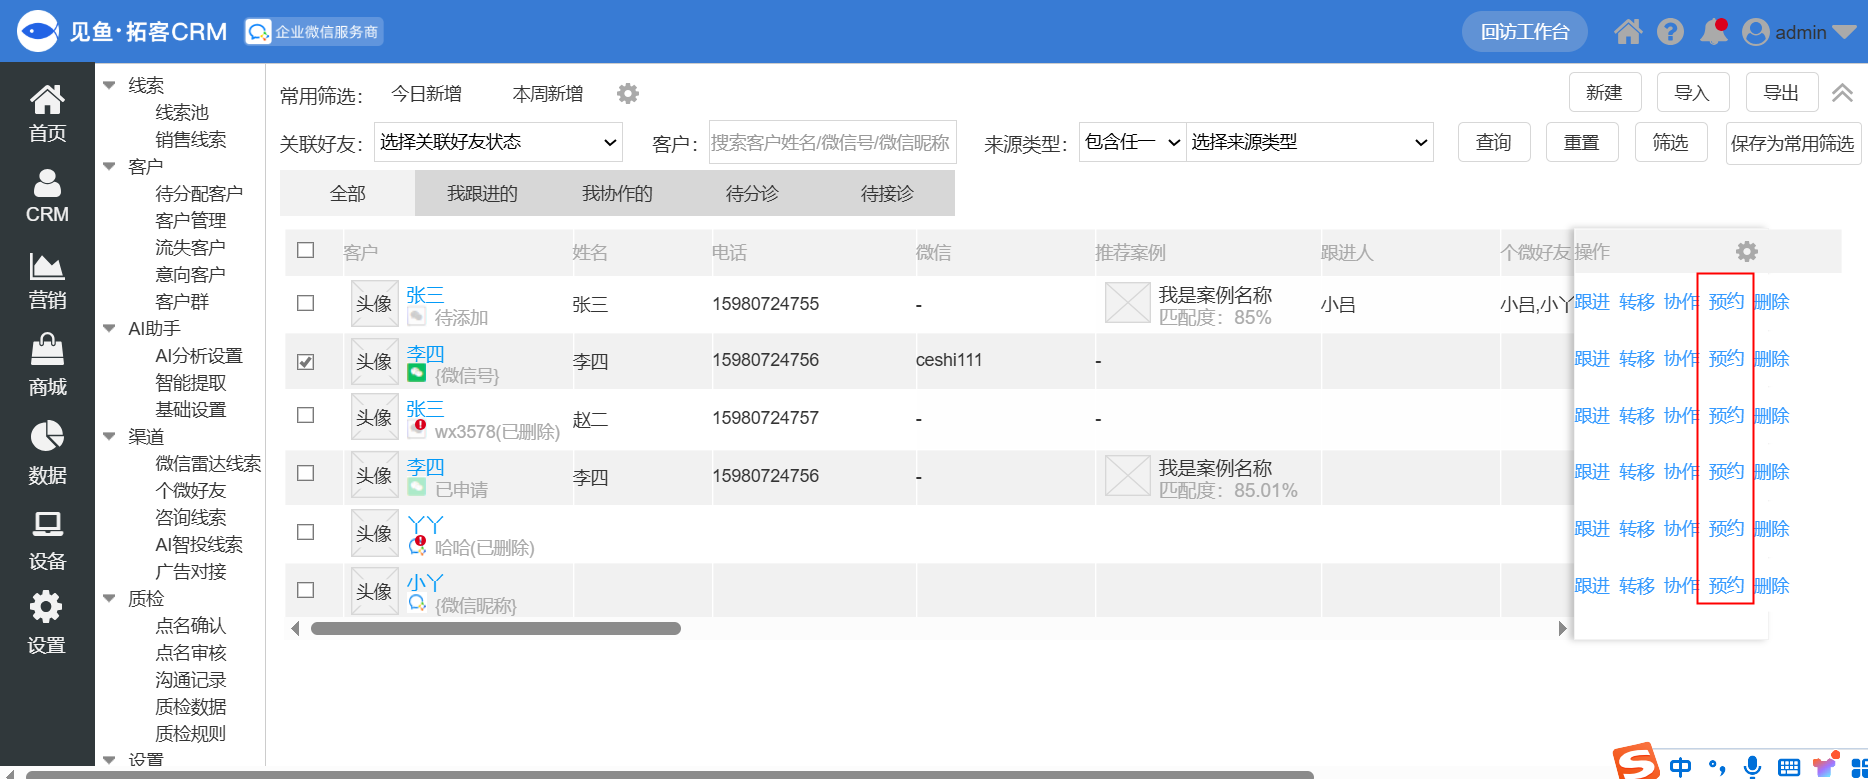 见鱼·拓客CRM 企业微信服务商 回访工作台 admin
首页
CRM
营销
商城
数据
设备
设置
线索
线索池
销售线索
客户
待分配客户
客户管理
流失客户
意向客户
客户群
AI助手
AI分析设置
智能提取
基础设置
渠道
微信雷达线索
个微好友
咨询线索
AI智投线索
广告对接
质检
点名确认
点名审核
沟通记录
质检数据
质检规则
设置
常用筛选： 今日新增 本周新增 新建 导入 导出
关联好友： 选择关联好友状态 客户： 搜索客户姓名/微信号/微信昵称 来源类型： 包含任一 选择来源类型 查询 重置 筛选 保存为常用筛选
全部 我跟进的 我协作的 待分诊 待接诊
客户 姓名 电话 微信 推荐案例 跟进人 个微好友 操作
头像 张三 待添加 张三 15980724755 - 我是案例名称 匹配度：85% 小吕 小吕,小丫 跟进 转移 协作 预约 删除
头像 李四 {微信号} 李四 15980724756 ceshi111 - 跟进 转移 协作 预约 删除
头像 张三 wx3578(已删除) 赵二 15980724757 - - 跟进 转移 协作 预约 删除
头像 李四 已申请 李四 15980724756 - 我是案例名称 匹配度：85.01% 跟进 转移 协作 预约 删除
头像 丫丫 哈哈(已删除) 跟进 转移 协作 预约 删除
头像 小丫 {微信昵称} 跟进 转移 协作 预约 删除
S 中